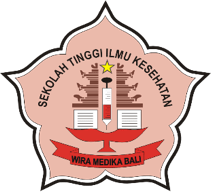 SEKOLAH TINGGI ILMU KESEHATAN
WIRA MEDIKA BALI